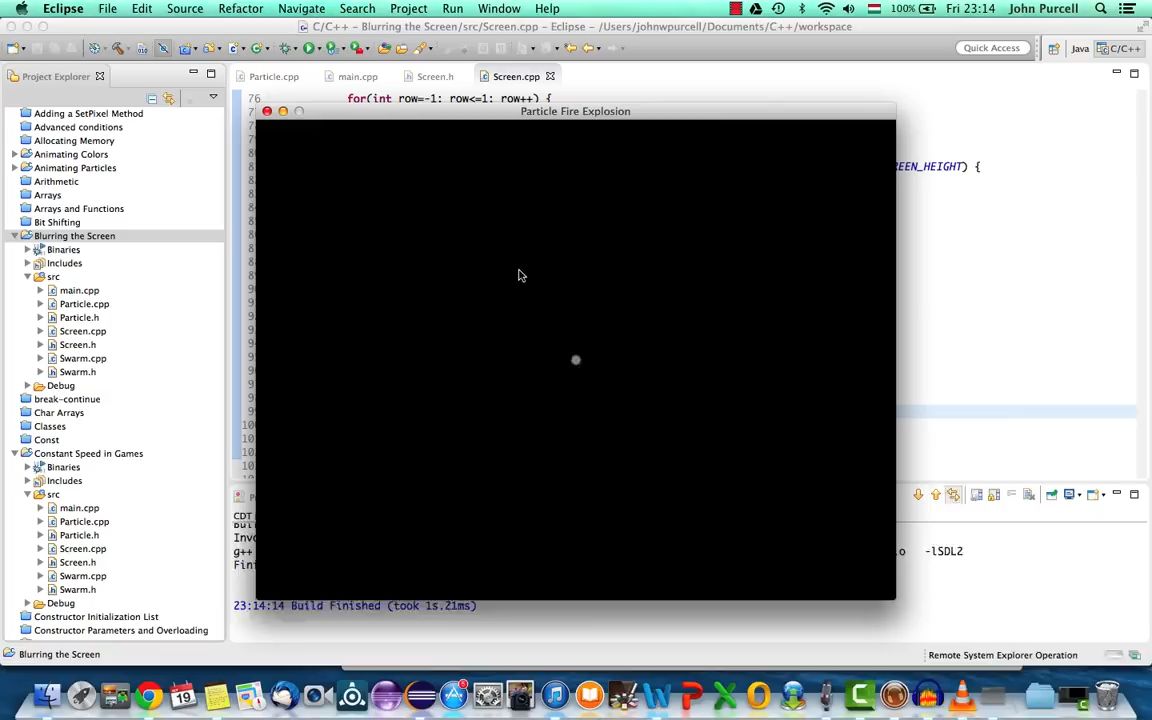 Eclipse File Edit Source Refactor Navigate Search Project Run Window Help 100% Fri 23:14 John Purcell
C/C++ - Blurring the Screen/src/Screen.cpp - Eclipse - /Users/johnwpurcell/Documents/C++/workspace
Quick Access Java C/C++
Project Explorer Particle.cpp main.cpp Screen.h Screen.cpp
76 for(int row=-1; row<=1; row++) {
Particle Fire Explosion
REEN_HEIGHT) {
Adding a SetPixel Method
Advanced conditions
Allocating Memory
Animating Colors
Animating Particles
Arithmetic
Arrays
Arrays and Functions
Bit Shifting
Blurring the Screen
Binaries
Includes
src
main.cpp
Particle.cpp
Particle.h
Screen.cpp
Screen.h
Swarm.cpp
Swarm.h
Debug
break-continue
Char Arrays
Classes
Const
Constant Speed in Games
Binaries
Includes
src
main.cpp
Particle.cpp
Particle.h
Screen.cpp
Screen.h
Swarm.cpp
Swarm.h
Debug
Constructor Initialization List
Constructor Parameters and Overloading
CDT
Invo
g++ o -lSDL2
Fini
23:14:14 Build Finished (took 1s.21ms)
Blurring the Screen Remote System Explorer Operation